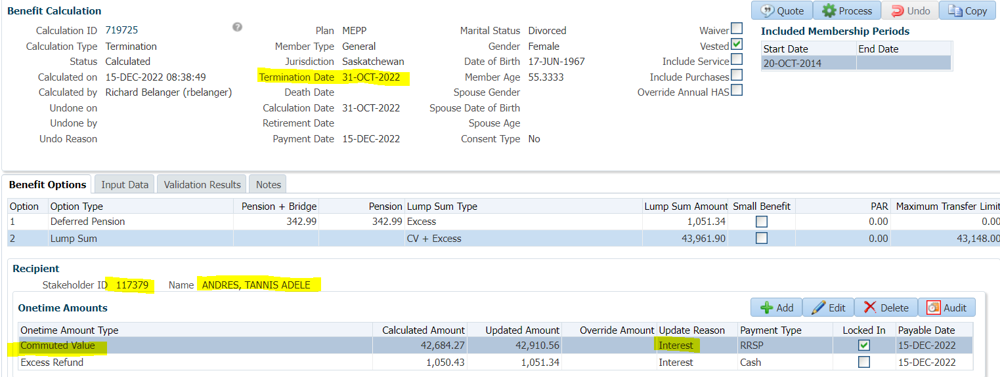 Benefit Calculation
Quote Process Undo Copy
Calculation ID 719725 Plan MEPP Marital Status Divorced Waiver Included Membership Periods
Calculation Type Termination Member Type General Gender Female Vested Start Date End Date
Status Calculated Jurisdiction Saskatchewan Date of Birth 17-JUN-1967 Include Service 20-OCT-2014
Calculated on 15-DEC-2022 08:38:49 Termination Date 31-OCT-2022 Member Age 55.3333 Include Purchases
Calculated by Richard Belanger (rbelanger) Death Date Spouse Gender Override Annual HAS
Undone on Calculation Date 31-OCT-2022 Spouse Date of Birth
Undone by Retirement Date Spouse Age
Undo Reason Payment Date 15-DEC-2022 Consent Type No
Benefit Options Input Data Validation Results Notes
Option Option Type Pension + Bridge Pension Lump Sum Type Lump Sum Amount Small Benefit PAR Maximum Transfer Limit
1 Deferred Pension 342.99 342.99 Excess 1,051.34 0.00 0.00
2 Lump Sum CV + Excess 43,961.90 0.00 43,148.00
Recipient
Stakeholder ID 117379 Name ANDRES, TANNIS ADELE
Onetime Amounts Add Edit Delete Audit
Onetime Amount Type Calculated Amount Updated Amount Override Amount Update Reason Payment Type Locked In Payable Date
Commuted Value 42,684.27 42,910.56 Interest RRSP 15-DEC-2022
Excess Refund 1,050.43 1,051.34 Interest Cash 15-DEC-2022